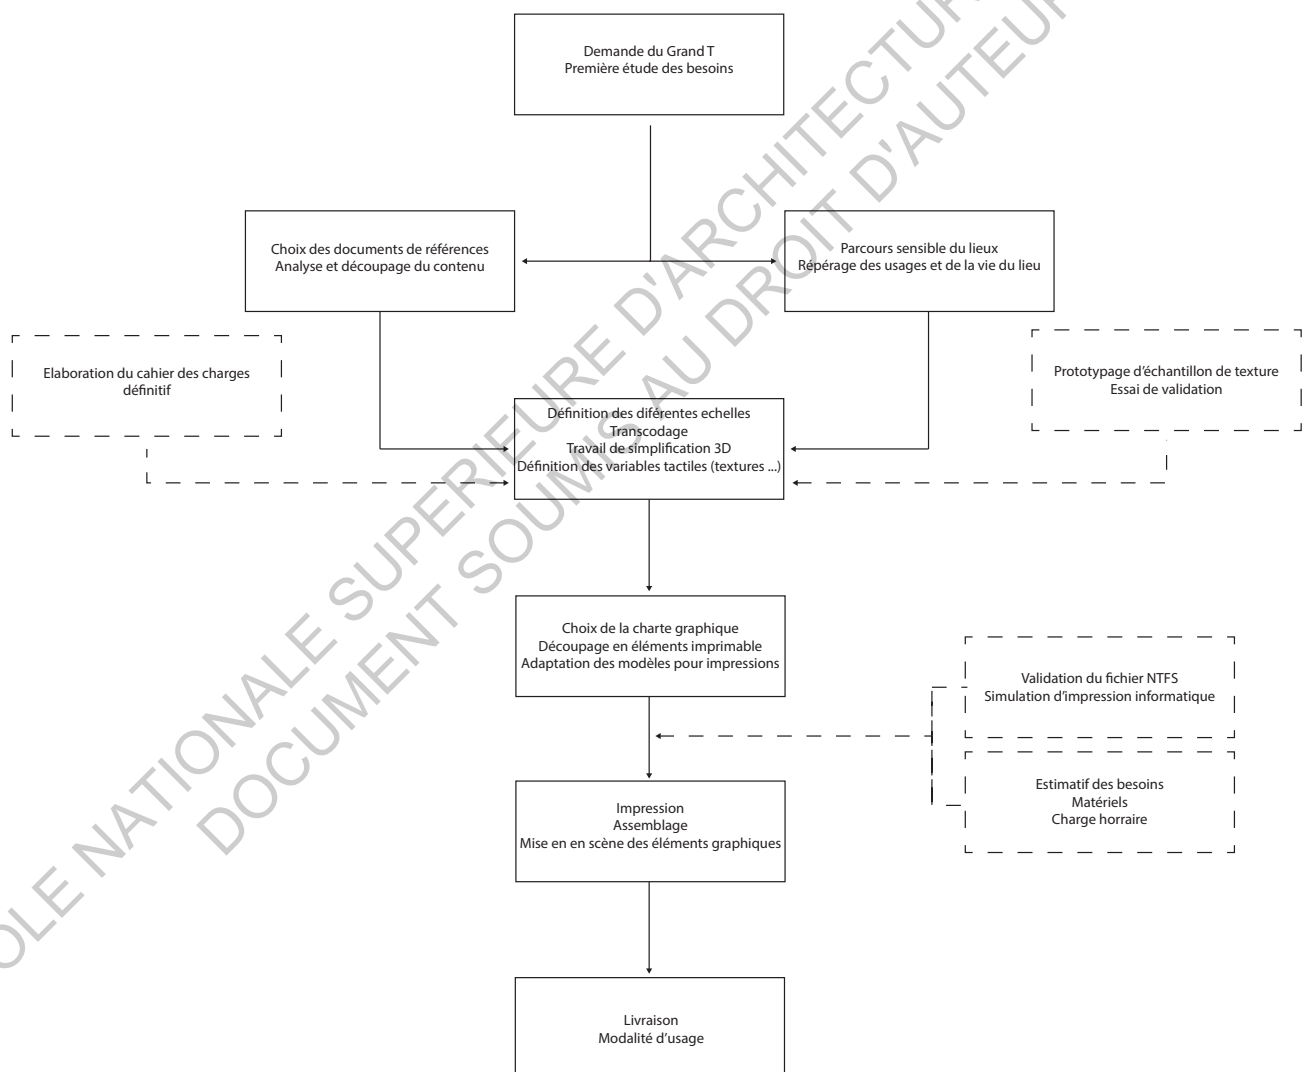 Demande du Grand T
Première étude des besoins
Choix des documents de références
Analyse et découpage du contenu
Parcours sensible du lieux
Répérage des usages et de la vie du lieu
Elaboration du cahier des charges
définitif
Prototypage d’échantillon de texture
Essai de validation
Définition des diférentes echelles
Transcodage
Travail de simplification 3D
Définition des variables tactiles (textures ...)
Choix de la charte graphique
Découpage en éléments imprimable
Adaptation des modèles pour impressions
Validation du fichier NTFS
Simulation d’impression informatique
Estimatif des besoins
Matériels
Charge horraire
Impression
Assemblage
Mise en en scène des éléments graphiques
Livraison
Modalité d’usage
NATIONALE SUPERIEURE
DOCUMENT SOUMIS AU DROIT D'AUTEUR